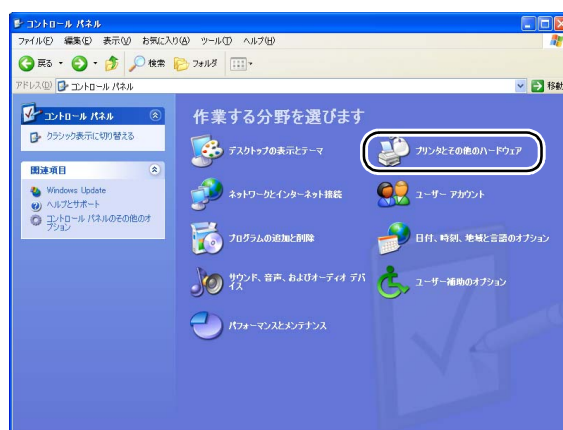 コントロール パネル
ファイル(F) 編集(E) 表示(V) お気に入り(A) ツール(T) ヘルプ(H)
戻る 検索 フォルダ
アドレス(D) コントロール パネル 移動
コントロール パネル
クラシック表示に切り替える
関連項目
Windows Update
ヘルプとサポート
コントロール パネルのその他のオ
プション
作業する分野を選びます
デスクトップの表示とテーマ
プリンタとその他のハードウェア
ネットワークとインターネット接続
ユーザー アカウント
プログラムの追加と削除
日付、時刻、地域と言語のオプション
サウンド、音声、およびオーディオ デバ
イス
ユーザー補助のオプション
パフォーマンスとメンテナンス